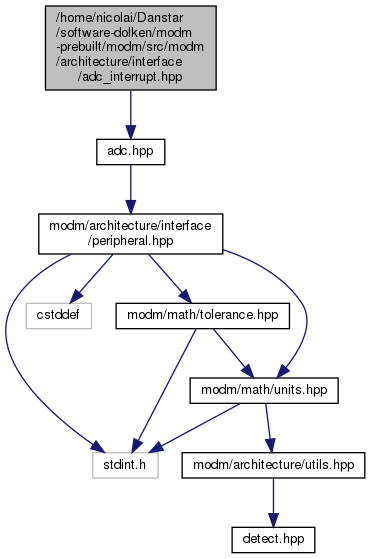 /home/nicolai/Danstar
/software-dolken/modm
-prebuilt/modm/src/modm
/architecture/interface
/adc_interrupt.hpp
adc.hpp
modm/architecture/interface
/peripheral.hpp
cstddef
modm/math/tolerance.hpp
modm/math/units.hpp
stdint.h
modm/architecture/utils.hpp
detect.hpp